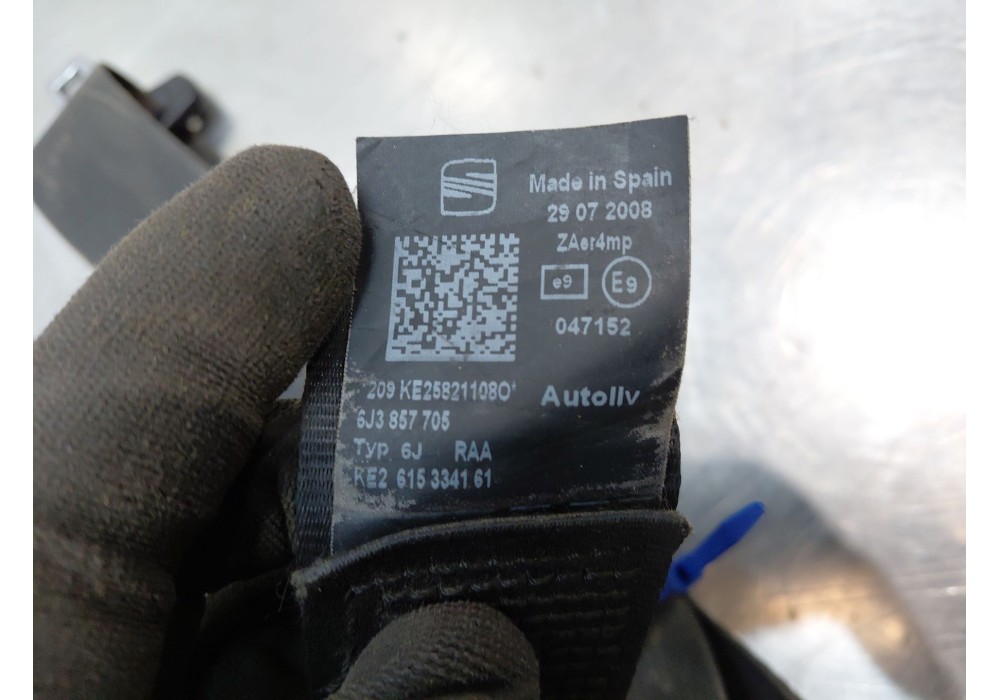 Made in Spain
29 07 2008
ZAer4mp
e9
E9
047152
*209 KE258211080*
Autoliv
6J3 857 705
Typ 6J RAA
KE2 615 3341 61